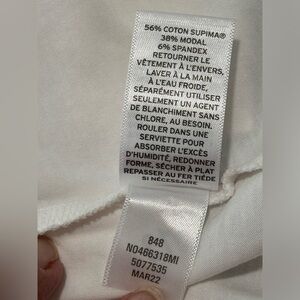 56% COTON SUPIMA®
38% MODAL
6% SPANDEX
RETOURNER LE
VÊTEMENT À L'ENVERS,
LAVER À LA MAIN
À L'EAU FROIDE,
SÉPARÉMENT UTILISER
SEULEMENT UN AGENT
DE BLANCHIMENT SANS
CHLORE, AU BESOIN.
ROULER DANS UNE
SERVIETTE POUR
ABSORBER L'EXCÈS
D'HUMIDITÉ, REDONNER
FORME, SÉCHER À PLAT
REPASSER AU FER TIÈDE
SI NÉCESSAIRE
848
N0466318MI
5077535
MAR22